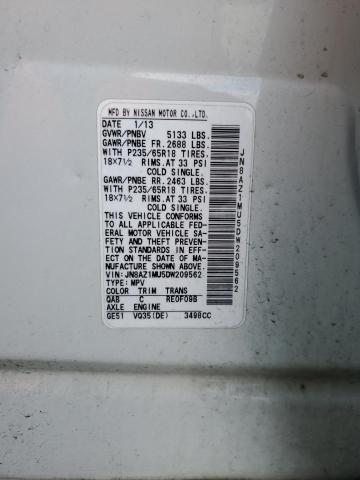 MFD BY NISSAN MOTOR CO.,LTD.
DATE 1/13
GVWR/PNBV 5133 LBS.
GAWR/PNBE FR. 2688 LBS.
WITH P235/65R18 TIRES,
18X7½ RIMS.AT 33 PSI
COLD SINGLE.
GAWR/PNBE RR. 2463 LBS.
WITH P235/65R18 TIRES,
18X7½ RIMS.AT 33 PSI
COLD SINGLE.
THIS VEHICLE CONFORMS
TO ALL APPLICABLE FED-
ERAL MOTOR VEHICLE SA-
FETY AND THEFT PREVEN-
TION STANDARDS IN EFF-
ECT ON THE DATE OF MA-
NUFACTURE SHOWN ABOVE.
VIN: JN8AZ1MU5DW209562
TYPE: MPV
COLOR TRIM TRANS
QAB C RE0F09B
AXLE ENGINE
GE51 VQ35(DE) 3498CC
JN8AZ1MU5DW209562